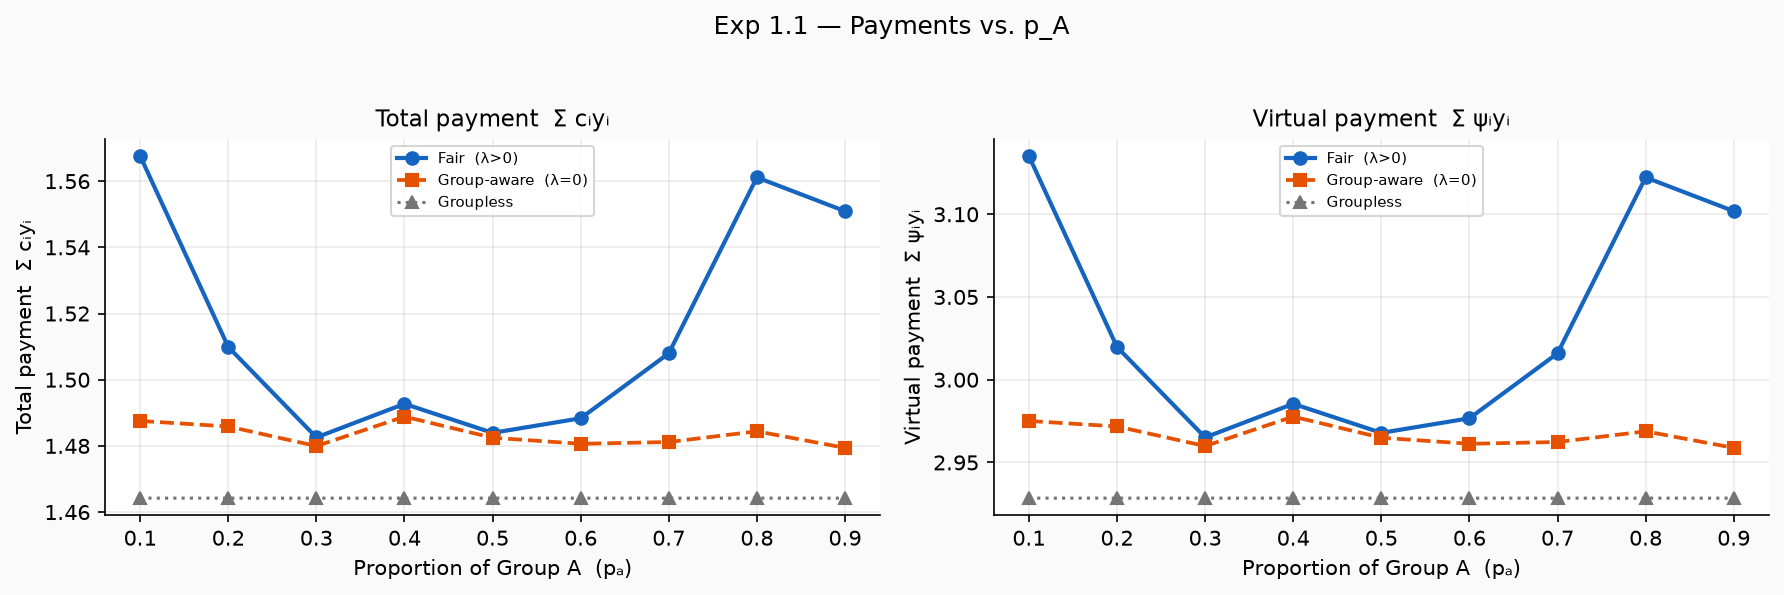 Exp 1.1 — Payments vs. p_A
Total payment Σ cᵢyᵢ
Total payment Σ cᵢyᵢ
1.56
1.54
1.52
1.50
1.48
1.46
Fair (λ>0)
Group-aware (λ=0)
Groupless
0.1 0.2 0.3 0.4 0.5 0.6 0.7 0.8 0.9
Proportion of Group A (pₐ)
Virtual payment Σ ψᵢyᵢ
Virtual payment Σ ψᵢyᵢ
3.10
3.05
3.00
2.95
Fair (λ>0)
Group-aware (λ=0)
Groupless
0.1 0.2 0.3 0.4 0.5 0.6 0.7 0.8 0.9
Proportion of Group A (pₐ)